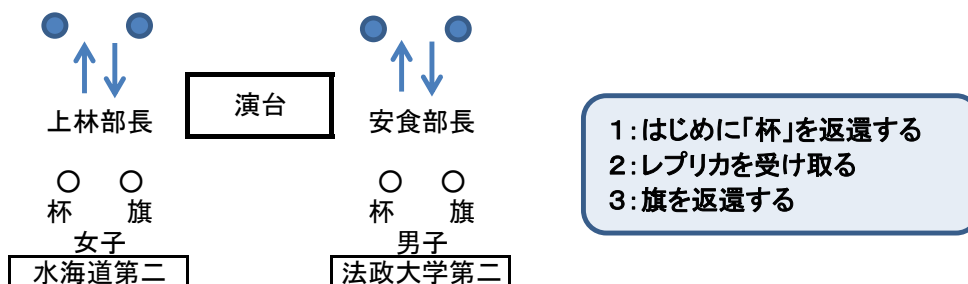 演台
上林部長
安食部長
○ ○
杯 旗
女子
水海道第二
○ ○
杯 旗
男子
法政大学第二
1:はじめに「杯」を返還する
2:レプリカを受け取る
3:旗を返還する